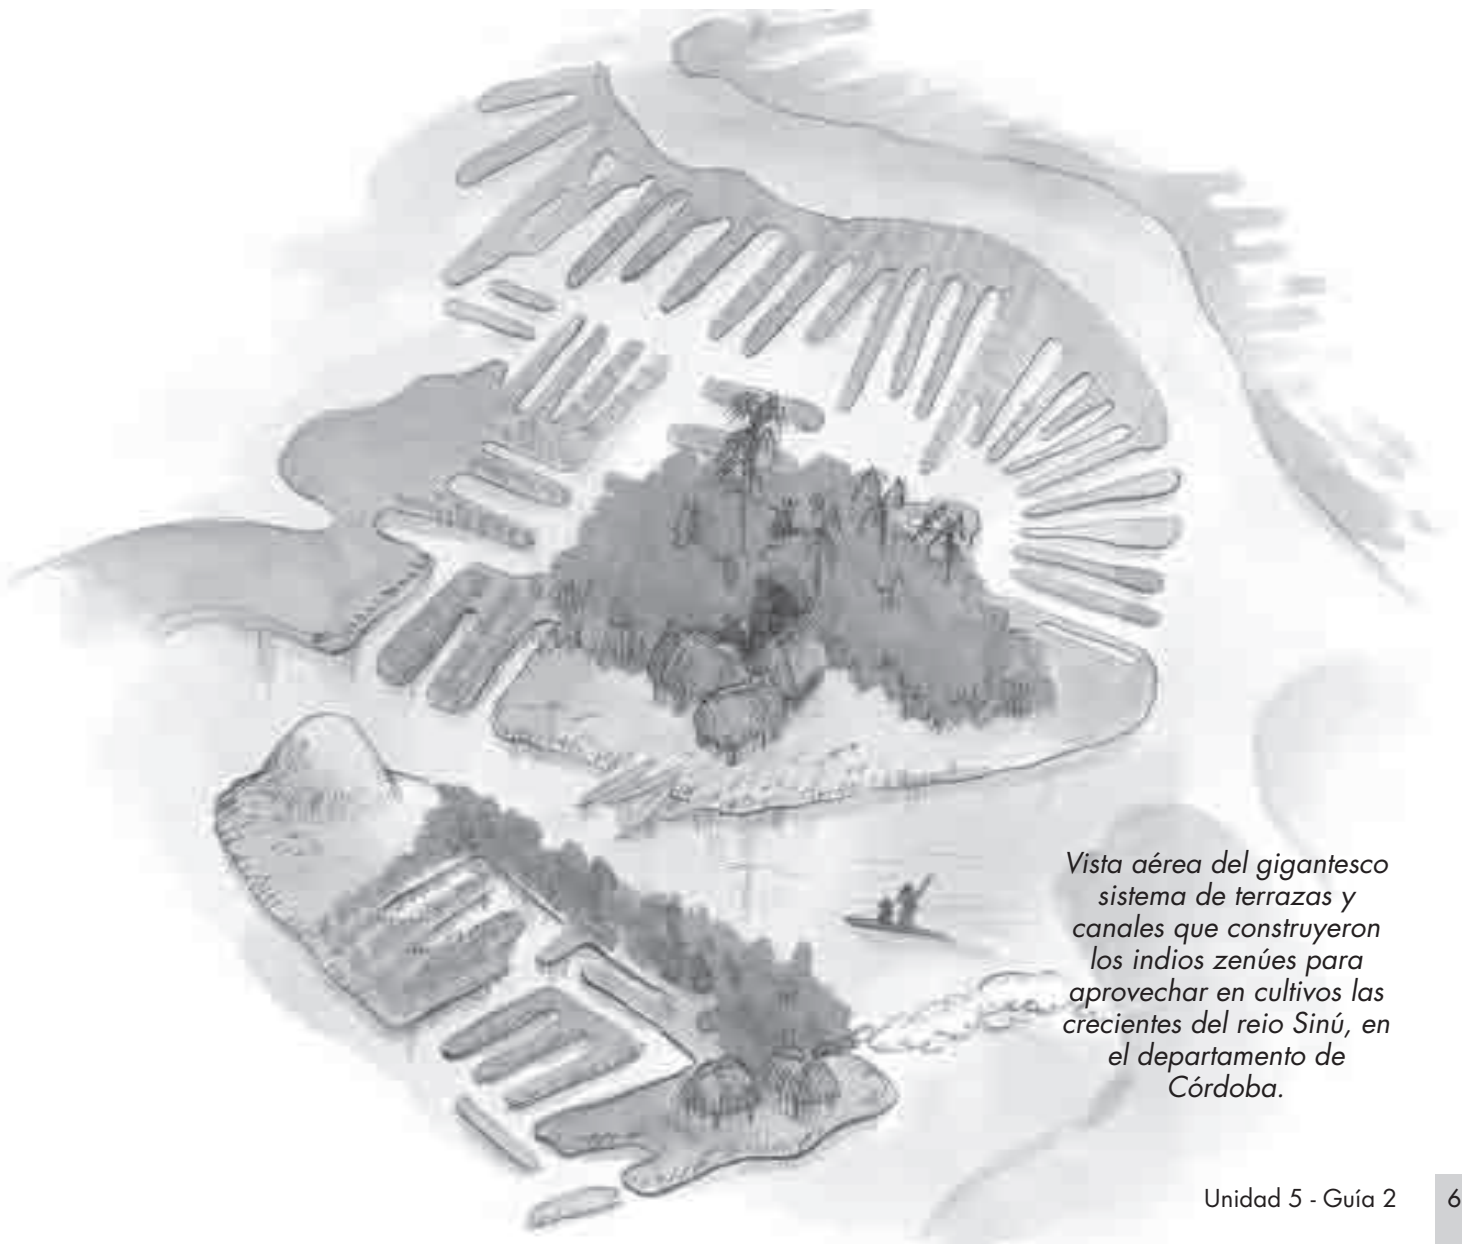 Vista aérea del gigantesco
sistema de terrazas y
canales que construyeron
los indios zenúes para
aprovechar en cultivos las
crecientes del reio Sinú, en
el departamento de
Córdoba.
Unidad 5 - Guía 2
6